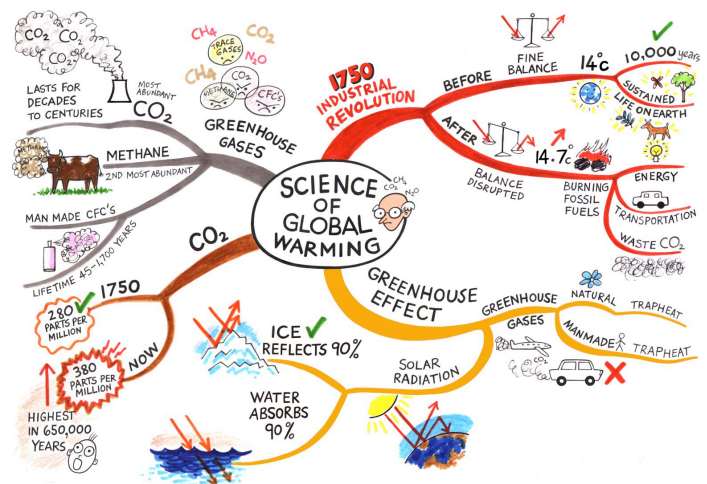 SCIENCE
OF
GLOBAL
WARMING
CH4
CO2
N2O
1750
INDUSTRIAL
REVOLUTION
BEFORE
FINE
BALANCE
14°C
10,000 years
SUSTAINED
LIFE ON EARTH
AFTER
BALANCE
DISRUPTED
14.7°C
BURNING
FOSSIL
FUELS
ENERGY
TRANSPORTATION
WASTE CO2
GREENHOUSE
EFFECT
GREENHOUSE
GASES
NATURAL
TRAPHEAT
MANMADE
TRAPHEAT
CO2
SOLAR
RADIATION
ICE
REFLECTS 90%
WATER
ABSORBS
90%
CO2
1750
280
PARTS PER
MILLION
NOW
380
PARTS PER
MILLION
HIGHEST
IN 650,000
YEARS
GREENHOUSE
GASES
CH4
CO2
N2O
CH4
TRACE
GASES
CO2
METHANE
CFC's
CO2
MOST
ABUNDANT
LASTS FOR
DECADES
TO CENTURIES
CO2
CO2
CO2
METHANE
2ND MOST ABUNDANT
METHANE
MAN MADE CFC'S
LIFETIME 45-1,700 YEARS